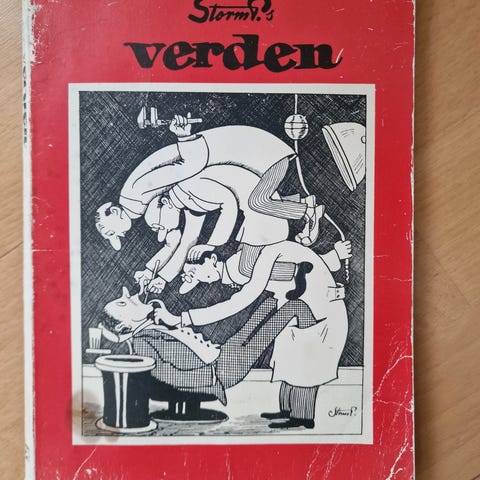 Storm P.'s
verden
Storm P.